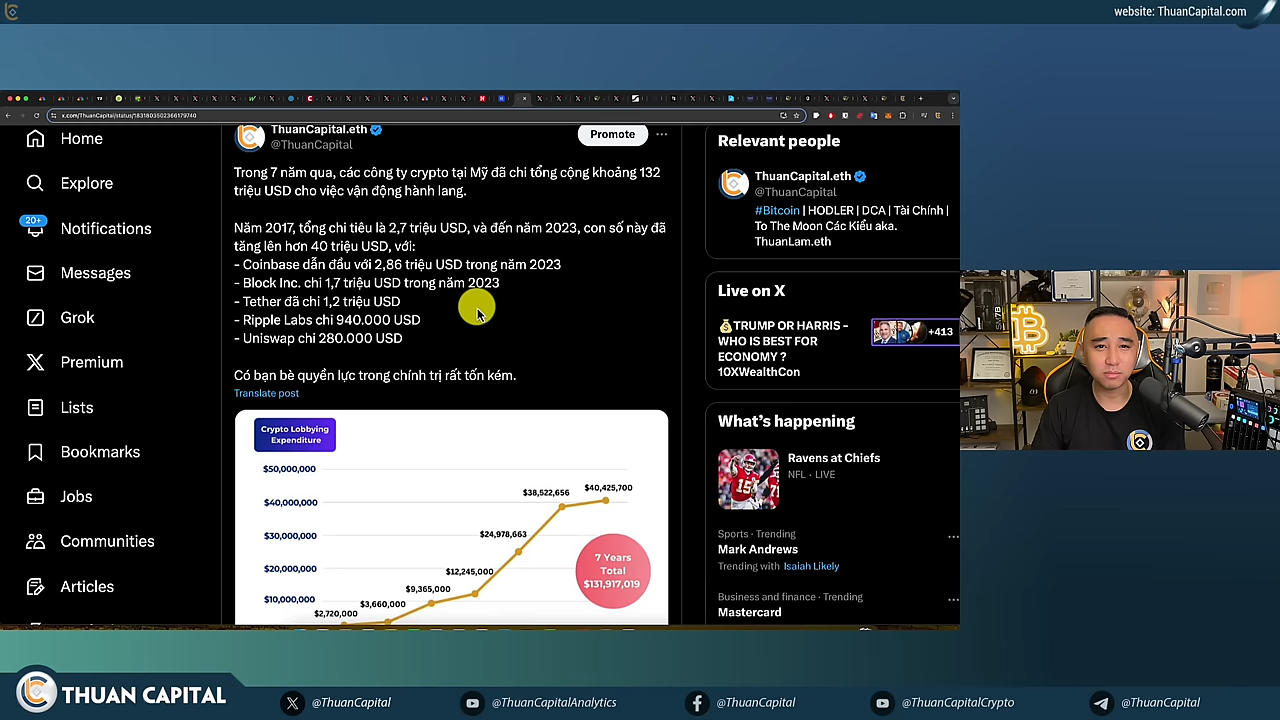 website: ThuanCapital.com
x.com/ThuanCapital/status/1831803502366179740
Home
Explore
20+
Notifications
Messages
Grok
Premium
Lists
Bookmarks
Jobs
Communities
Articles
ThuanCapital.eth
@ThuanCapital
Promote
Trong 7 năm qua, các công ty crypto tại Mỹ đã chi tổng cộng khoảng 132
triệu USD cho việc vận động hành lang.
Năm 2017, tổng chi tiêu là 2,7 triệu USD, và đến năm 2023, con số này đã
tăng lên hơn 40 triệu USD, với:
- Coinbase dẫn đầu với 2,86 triệu USD trong năm 2023
- Block Inc. chi 1,7 triệu USD trong năm 2023
- Tether đã chi 1,2 triệu USD
- Ripple Labs chi 940.000 USD
- Uniswap chi 280.000 USD
Có bạn bè quyền lực trong chính trị rất tốn kém.
Translate post
Crypto Lobbying
Expenditure
$50,000,000
$40,000,000
$30,000,000
$20,000,000
$10,000,000
$2,720,000
$3,660,000
$9,365,000
$12,245,000
$24,978,663
$38,522,656
$40,425,700
7 Years
Total
$131,917,019
Relevant people
ThuanCapital.eth
@ThuanCapital
#Bitcoin | HODLER | DCA | Tài Chính |
To The Moon Các Kiểu aka.
ThuanLam.eth
Live on X
💰TRUMP OR HARRIS -
WHO IS BEST FOR
ECONOMY ?
10XWealthCon
+413
What's happening
Ravens at Chiefs
NFL · LIVE
Sports · Trending
Mark Andrews
Trending with Isaiah Likely
Business and finance · Trending
Mastercard
THUAN CAPITAL
@ThuanCapital
@ThuanCapitalAnalytics
@ThuanCapital
@ThuanCapitalCrypto
@ThuanCapital